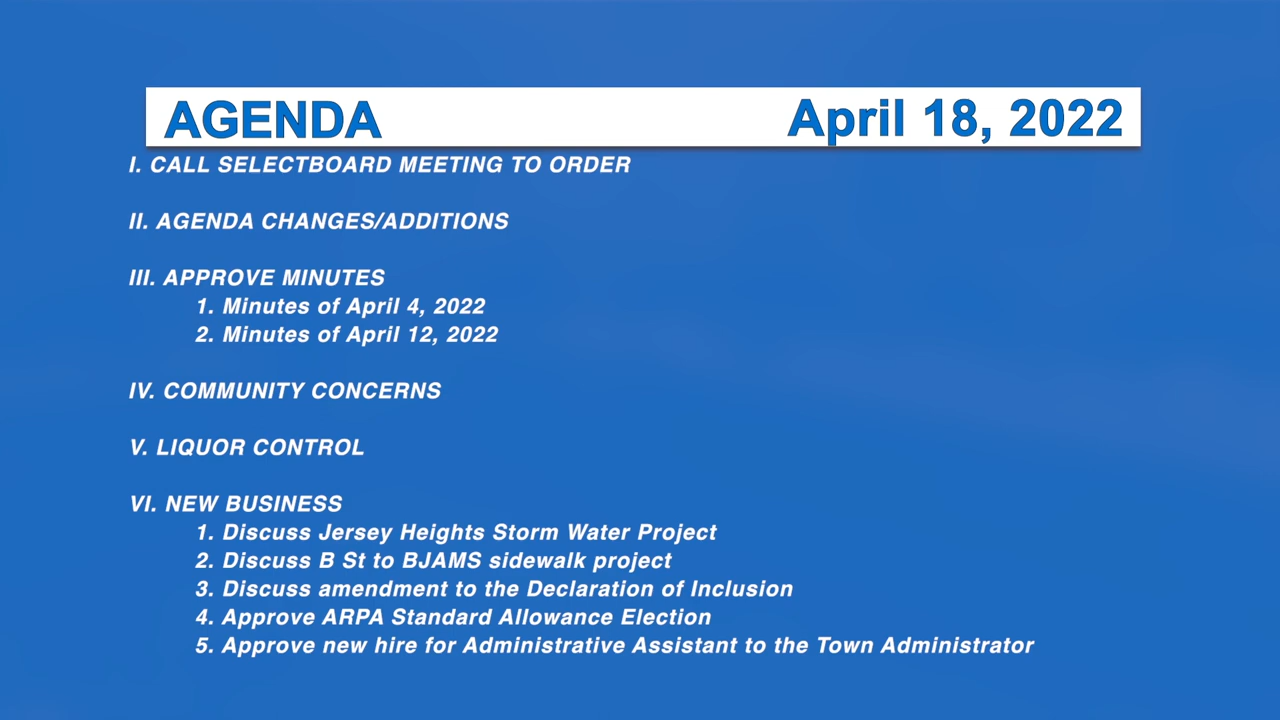 AGENDA April 18, 2022
I. CALL SELECTBOARD MEETING TO ORDER
II. AGENDA CHANGES/ADDITIONS
III. APPROVE MINUTES
1. Minutes of April 4, 2022
2. Minutes of April 12, 2022
IV. COMMUNITY CONCERNS
V. LIQUOR CONTROL
VI. NEW BUSINESS
1. Discuss Jersey Heights Storm Water Project
2. Discuss B St to BJAMS sidewalk project
3. Discuss amendment to the Declaration of Inclusion
4. Approve ARPA Standard Allowance Election
5. Approve new hire for Administrative Assistant to the Town Administrator